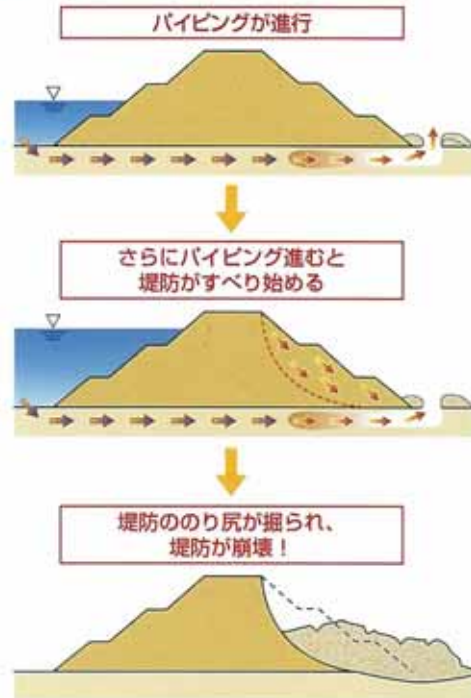 パイピングが進行
さらにパイピング進むと
堤防がすべり始める
堤防ののり尻が掘られ、
堤防が崩壊！